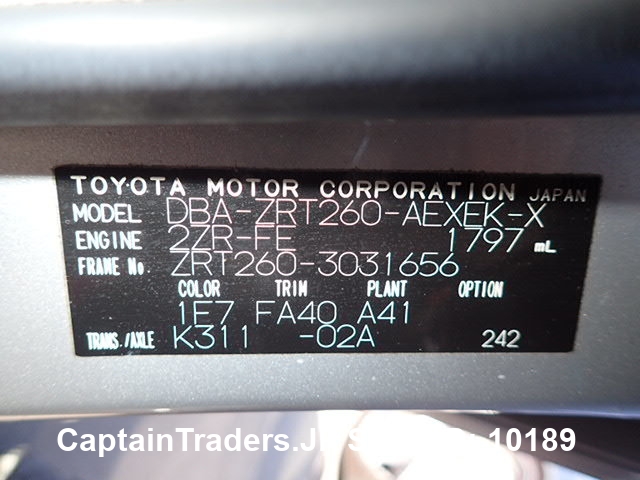 TOYOTA MOTOR CORPORATION JAPAN
MODEL DBA-ZRT260-AEXEK-X
ENGINE 2ZR-FE 1797 mL
FRAME No. ZRT260-3031656
COLOR TRIM PLANT OPTION
1E7 FA40 A41
TRANS./AXLE K311 -02A 242
CaptainTraders. 10189